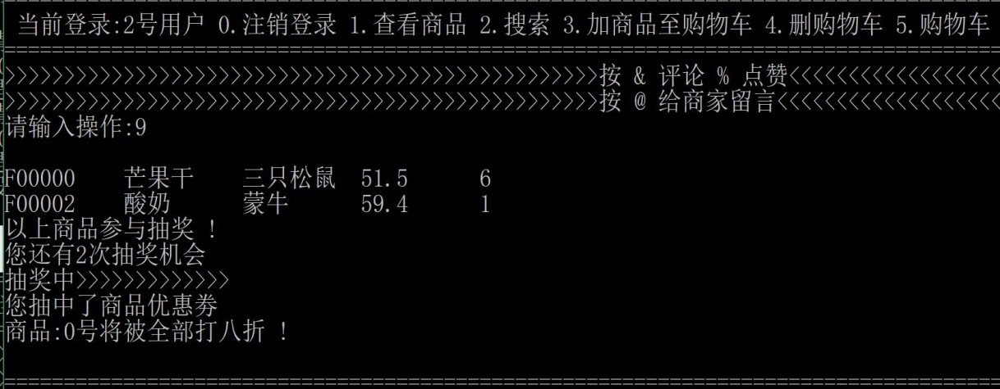 当前登录:2号用户 0.注销登录 1.查看商品 2.搜索 3.加商品至购物车 4.删购物车 5.购物车
================================================================================
>>>>>>>>>>>>>>>>>>>>>>>>>>>>>>>>>>>>>>>>>>>>>>>>>>按 & 评论 % 点赞<<<<<<<<<<<<<<<<<<
>>>>>>>>>>>>>>>>>>>>>>>>>>>>>>>>>>>>>>>>>>>>>>>>>>按 @ 给商家留言<<<<<<<<<<<<<<<<<<<
请输入操作:9
F00000 芒果干 三只松鼠 51.5 6
F00002 酸奶 蒙牛 59.4 1
以上商品参与抽奖 !
您还有2次抽奖机会
抽奖中>>>>>>>>>>>>>
您抽中了商品优惠劵
商品:0号将被全部打八折 !
================================================================================